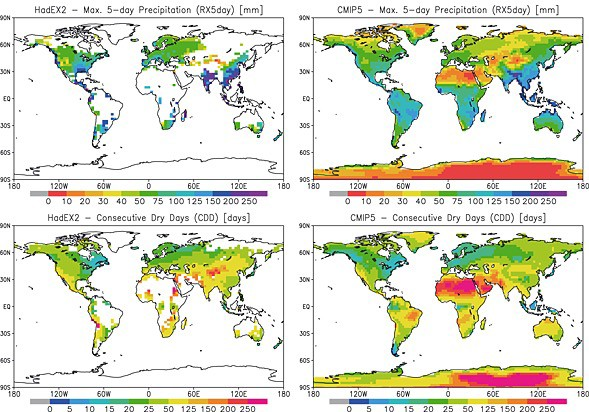 HadEX2 – Max. 5–day Precipitation (RX5day) [mm]
CMIP5 – Max. 5–day Precipitation (RX5day) [mm]
90N
60N
30N
EQ
30S
60S
90S
180 120W 60W 0 60E 120E 180
0 10 20 30 40 50 75 100 125 150 200 250
90N
60N
30N
EQ
30S
60S
90S
180 120W 60W 0 60E 120E 180
0 10 20 30 40 50 75 100 125 150 200 250
HadEX2 – Consecutive Dry Days (CDD) [days]
CMIP5 – Consecutive Dry Days (CDD) [days]
90N
60N
30N
EQ
30S
60S
90S
180 120W 60W 0 60E 120E 180
0 5 10 15 20 25 50 100 125 150 200 250
90N
60N
30N
EQ
30S
60S
90S
180 120W 60W 0 60E 120E 180
0 5 10 15 20 25 50 100 125 150 200 250